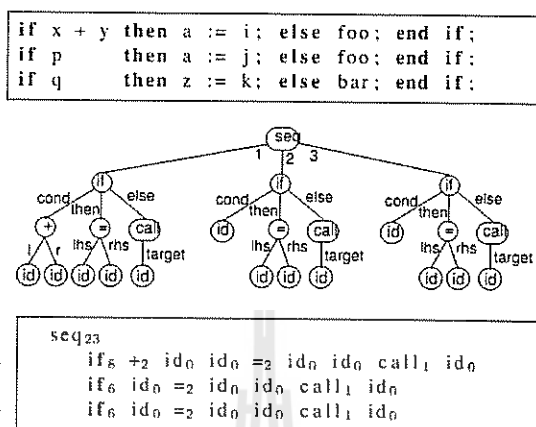 if x + y then a := i; else foo; end if;
if p then a := j; else foo; end if;
if q then z := k; else bar; end if;
seq
1 2 3
if if if
cond then else cond then else cond then else
+ = call id = call id = call
l r lhs rhs target lhs rhs target lhs rhs target
id id id id id id id id id id id
seq₂₃
if₈ +₂ id₀ id₀ =₂ id₀ id₀ call₁ id₀
if₆ id₀ =₂ id₀ id₀ call₁ id₀
if₆ id₀ =₂ id₀ id₀ call₁ id₀